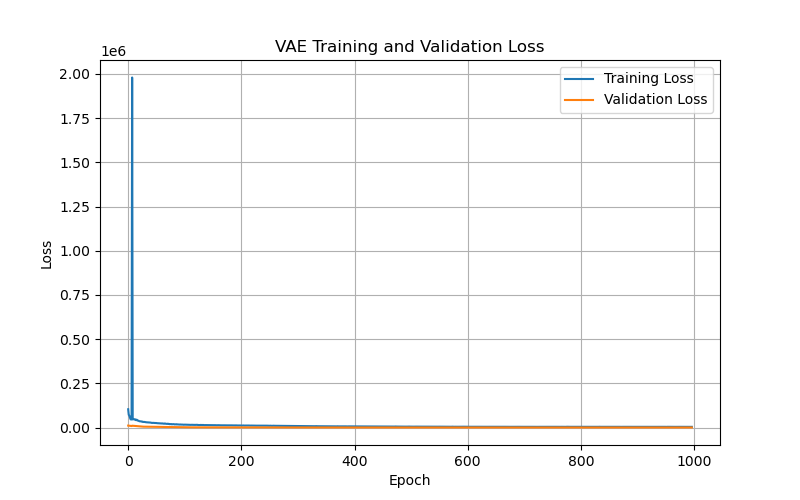 VAE Training and Validation Loss
1e6
Training Loss
Validation Loss
2.00
1.75
1.50
1.25
1.00
0.75
0.50
0.25
0.00
Loss
0 200 400 600 800 1000
Epoch